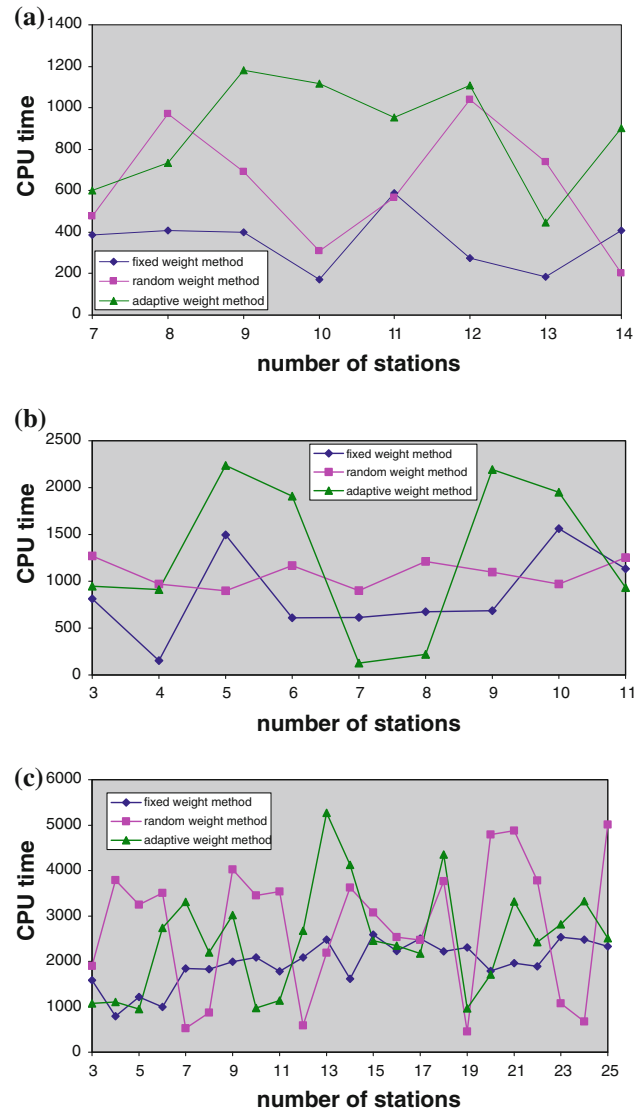 (a)
1400
1200
1000
800
600
400
200
0
CPU time
fixed weight method
random weight method
adaptive weight method
7 8 9 10 11 12 13 14
number of stations
(b)
2500
2000
1500
1000
500
0
CPU time
fixed weight method
random weight method
adaptive weight method
3 4 5 6 7 8 9 10 11
number of stations
(c)
6000
5000
4000
3000
2000
1000
0
CPU time
fixed weight method
random weight method
adaptive weight method
3 5 7 9 11 13 15 17 19 21 23 25
number of stations